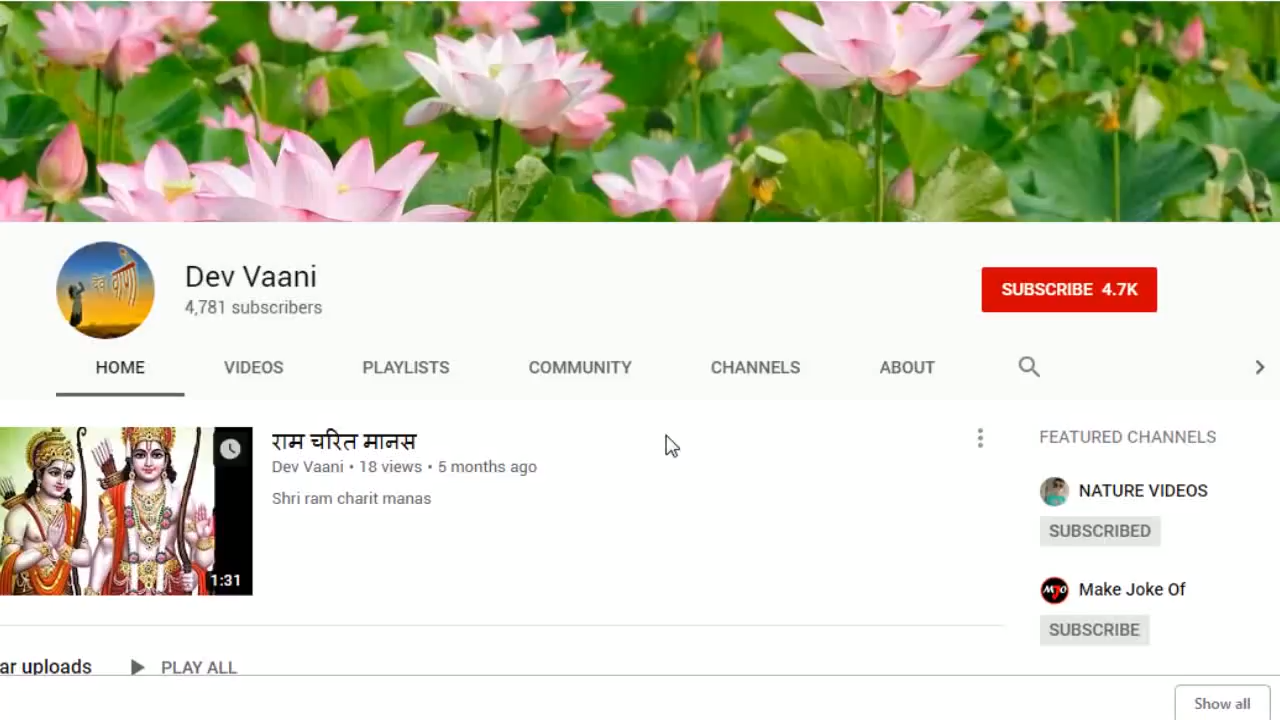 Dev Vaani
4,781 subscribers
SUBSCRIBE 4.7K
देव वाणी
HOME VIDEOS PLAYLISTS COMMUNITY CHANNELS ABOUT
राम चरित मानस
Dev Vaani • 18 views • 5 months ago
Shri ram charit manas
1:31
FEATURED CHANNELS
NATURE VIDEOS
SUBSCRIBED
MJO
Make Joke Of
SUBSCRIBE
ar uploads PLAY ALL
Show all